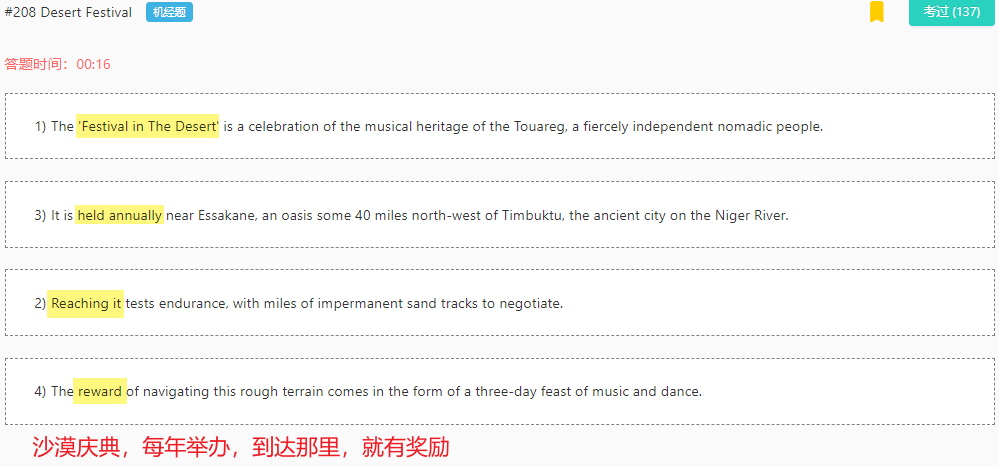 #208 Desert Festival 机经题 考过 (137)
答题时间：00:16
1) The 'Festival in The Desert' is a celebration of the musical heritage of the Touareg, a fiercely independent nomadic people.
3) It is held annually near Essakane, an oasis some 40 miles north-west of Timbuktu, the ancient city on the Niger River.
2) Reaching it tests endurance, with miles of impermanent sand tracks to negotiate.
4) The reward of navigating this rough terrain comes in the form of a three-day feast of music and dance.
沙漠庆典，每年举办，到达那里，就有奖励